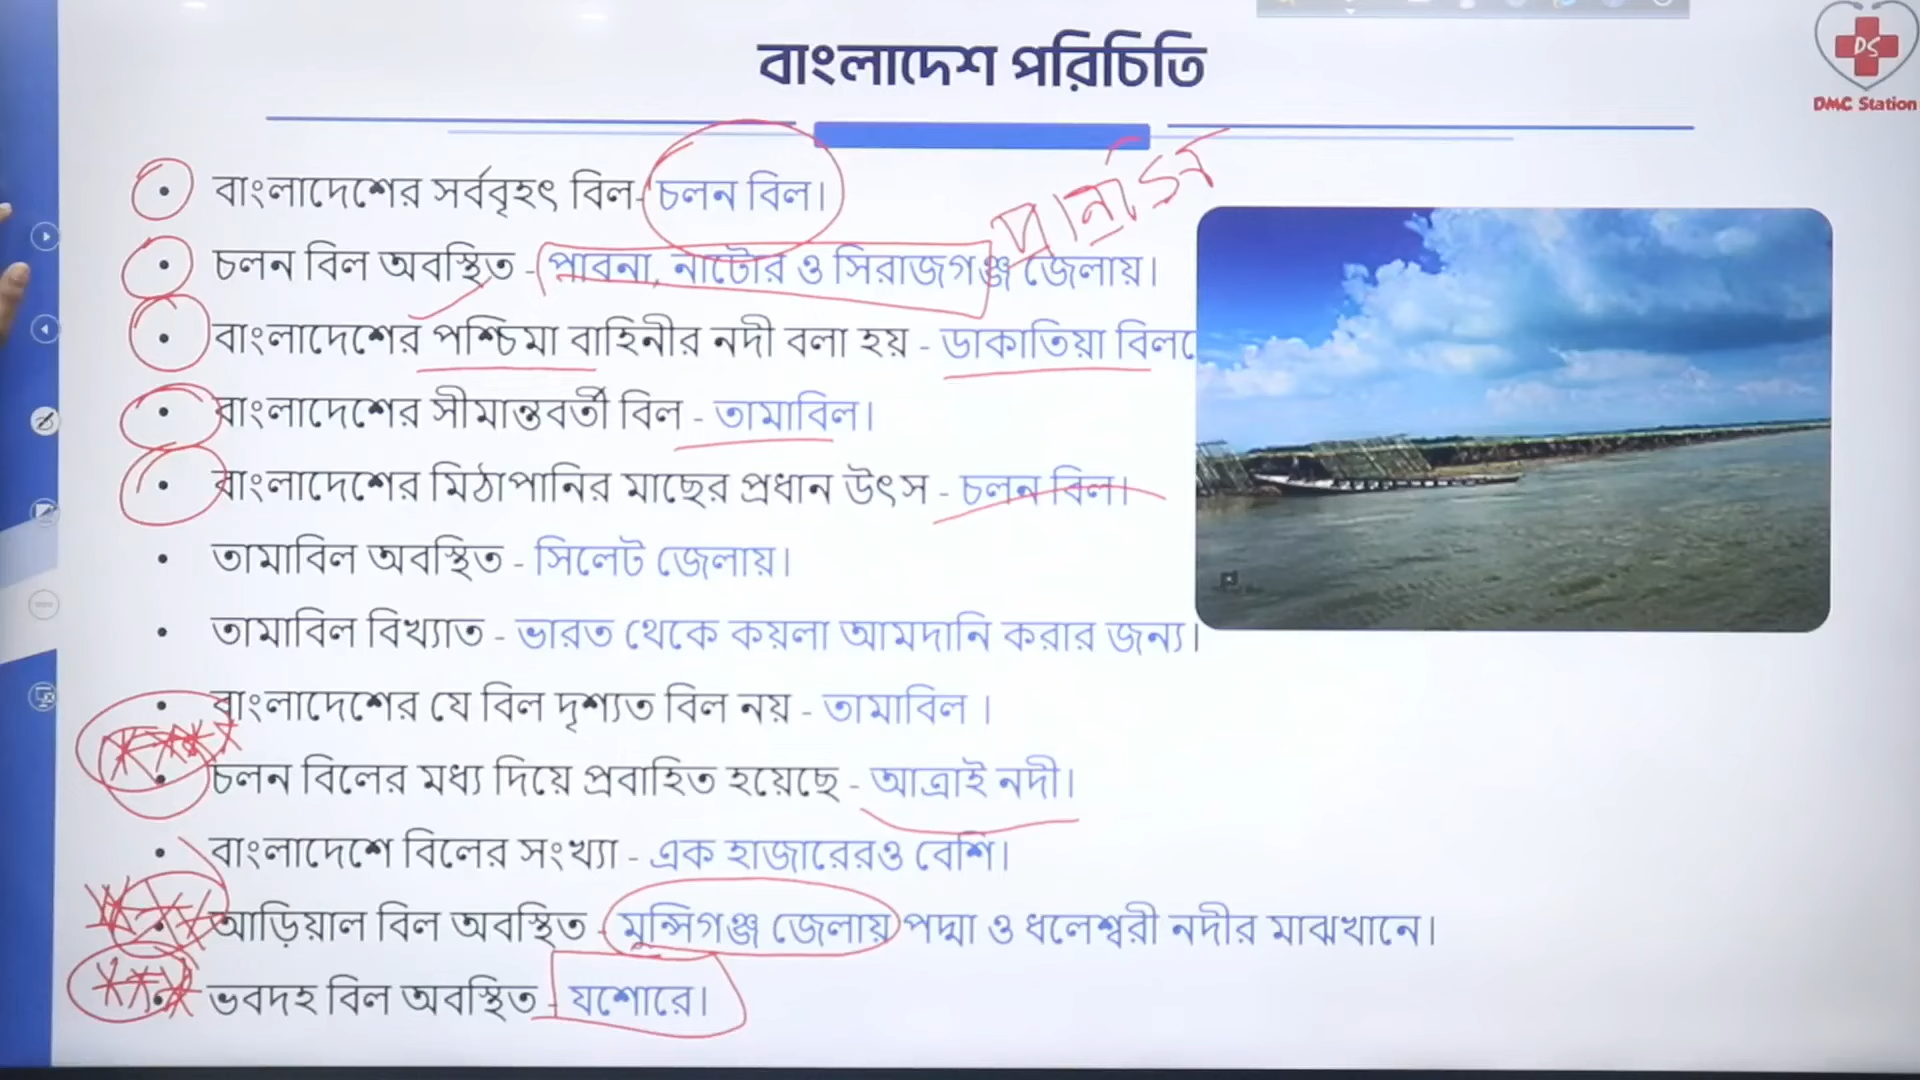 বাংলাদেশ পরিচিতি
DS
DMC Station
• বাংলাদেশের সর্ববৃহৎ বিল- চলন বিল।
• চলন বিল অবস্থিত - পাবনা, নাটোর ও সিরাজগঞ্জ জেলায়।
• বাংলাদেশের পশ্চিমা বাহিনীর নদী বলা হয় - ডাকাতিয়া বিলকে
• বাংলাদেশের সীমান্তবর্তী বিল - তামাবিল।
• বাংলাদেশের মিঠাপানির মাছের প্রধান উৎস - চলন বিল।
• তামাবিল অবস্থিত - সিলেট জেলায়।
• তামাবিল বিখ্যাত - ভারত থেকে কয়লা আমদানি করার জন্য।
• বাংলাদেশের যে বিল দৃশ্যত বিল নয় - তামাবিল ।
• চলন বিলের মধ্য দিয়ে প্রবাহিত হয়েছে - আত্রাই নদী।
• বাংলাদেশে বিলের সংখ্যা - এক হাজারেরও বেশি।
• আড়িয়াল বিল অবস্থিত - মুন্সিগঞ্জ জেলায় পদ্মা ও ধলেশ্বরী নদীর মাঝখানে।
• ভবদহ বিল অবস্থিত - যশোরে।